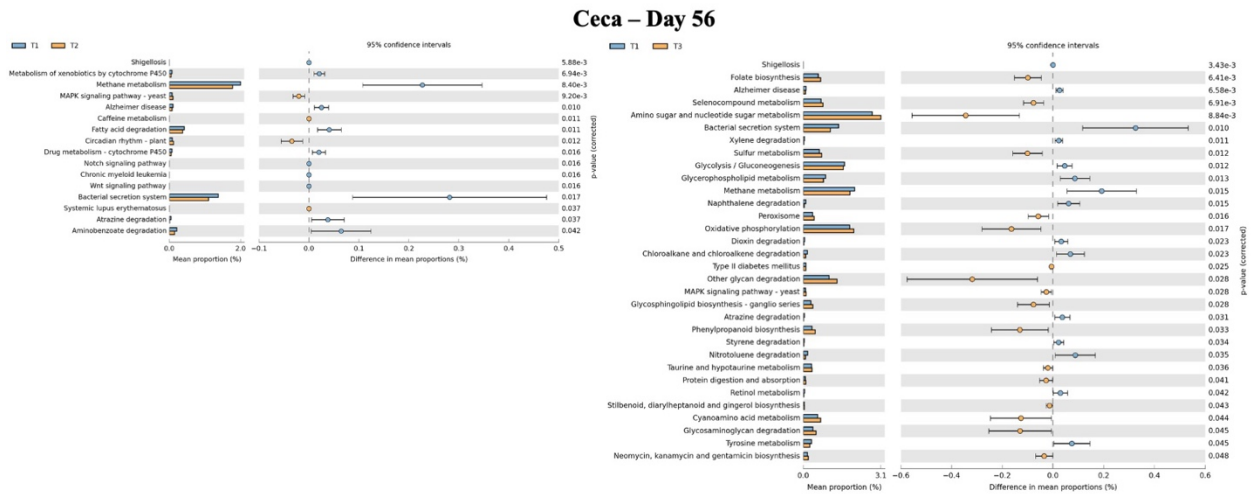 Ceca – Day 56
T1 T2
95% confidence intervals
Shigellosis 5.88e-3
Metabolism of xenobiotics by cytochrome P450 6.94e-3
Methane metabolism 8.40e-3
MAPK signaling pathway - yeast 9.20e-3
Alzheimer disease 0.010
Caffeine metabolism 0.011
Fatty acid degradation 0.011
Circadian rhythm - plant 0.012
Drug metabolism - cytochrome P450 0.016
Notch signaling pathway 0.016
Chronic myeloid leukemia 0.016
Wnt signaling pathway 0.016
Bacterial secretion system 0.017
Systemic lupus erythematosus 0.037
Atrazine degradation 0.037
Aminobenzoate degradation 0.042
p-value (corrected)
0.0 2.0 −0.1 0.0 0.1 0.2 0.3 0.4 0.5
Mean proportion (%) Difference in mean proportions (%)
T1 T3
95% confidence intervals
Shigellosis 3.43e-3
Folate biosynthesis 6.41e-3
Alzheimer disease 6.58e-3
Selenocompound metabolism 6.91e-3
Amino sugar and nucleotide sugar metabolism 8.84e-3
Bacterial secretion system 0.010
Xylene degradation 0.011
Sulfur metabolism 0.012
Glycolysis / Gluconeogenesis 0.012
Glycerophospholipid metabolism 0.013
Methane metabolism 0.015
Naphthalene degradation 0.015
Peroxisome 0.016
Oxidative phosphorylation 0.017
Dioxin degradation 0.023
Chloroalkane and chloroalkene degradation 0.023
Type II diabetes mellitus 0.025
Other glycan degradation 0.028
MAPK signaling pathway - yeast 0.028
Glycosphingolipid biosynthesis - ganglio series 0.028
Atrazine degradation 0.031
Phenylpropanoid biosynthesis 0.033
Styrene degradation 0.034
Nitrotoluene degradation 0.035
Taurine and hypotaurine metabolism 0.036
Protein digestion and absorption 0.041
Retinol metabolism 0.042
Stilbenoid, diarylheptanoid and gingerol biosynthesis 0.043
Cyanoamino acid metabolism 0.044
Glycosaminoglycan degradation 0.045
Tyrosine metabolism 0.045
Neomycin, kanamycin and gentamicin biosynthesis 0.048
p-value (corrected)
0.0 3.1 −0.6 −0.4 −0.2 0.0 0.2 0.4 0.6
Mean proportion (%) Difference in mean proportions (%)